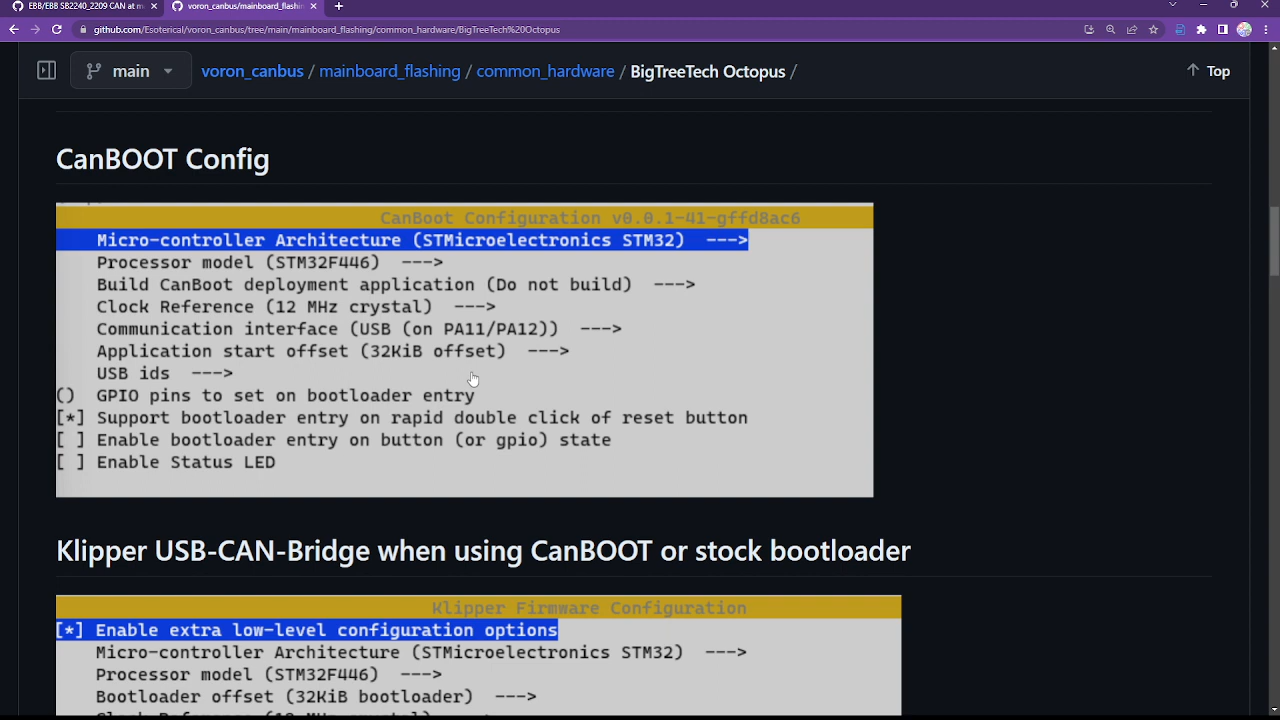 EBB/EBB SB2240_2209 CAN at m
voron_canbus/mainboard_flashin
github.com/Esoterical/voron_canbus/tree/main/mainboard_flashing/common_hardware/BigTreeTech%20Octopus
main
voron_canbus / mainboard_flashing / common_hardware / BigTreeTech Octopus /
Top
CanBOOT Config
CanBoot Configuration v0.0.1-41-gffd8ac6
Micro-controller Architecture (STMicroelectronics STM32) --->
Processor model (STM32F446) --->
Build CanBoot deployment application (Do not build) --->
Clock Reference (12 MHz crystal) --->
Communication interface (USB (on PA11/PA12)) --->
Application start offset (32KiB offset) --->
USB ids --->
() GPIO pins to set on bootloader entry
[*] Support bootloader entry on rapid double click of reset button
[ ] Enable bootloader entry on button (or gpio) state
[ ] Enable Status LED
Klipper USB-CAN-Bridge when using CanBOOT or stock bootloader
Klipper Firmware Configuration
[*] Enable extra low-level configuration options
Micro-controller Architecture (STMicroelectronics STM32) --->
Processor model (STM32F446) --->
Bootloader offset (32KiB bootloader) --->